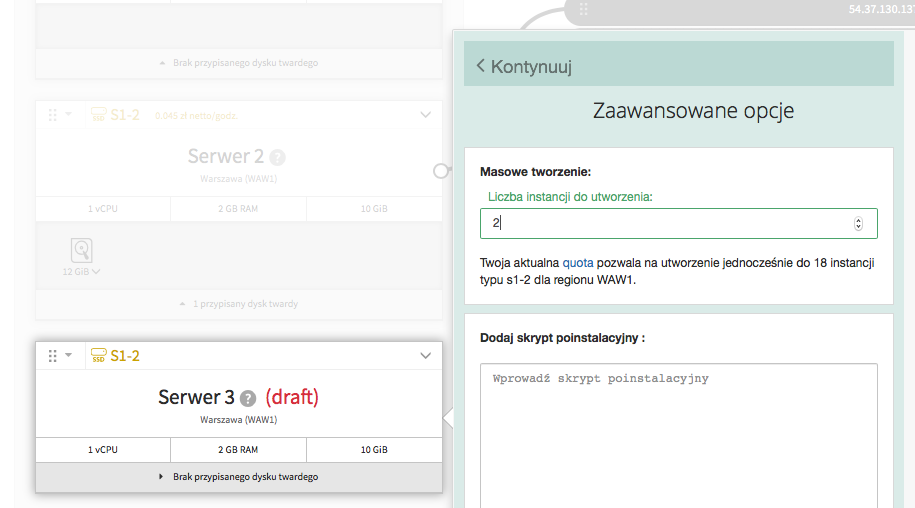 54.37.130.137
Brak przypisanego dysku twardego
S1-2 0.045 zł netto/godz.
Serwer 2 ?
Warszawa (WAW1)
1 vCPU 2 GB RAM 10 GiB
12 GiB
1 przypisany dysk twardy
SSD S1-2
Serwer 3 ? (draft)
Warszawa (WAW1)
1 vCPU 2 GB RAM 10 GiB
Brak przypisanego dysku twardego
Kontynuuj
Zaawansowane opcje
Masowe tworzenie:
Liczba instancji do utworzenia:
2
Twoja aktualna quota pozwala na utworzenie jednocześnie do 18 instancji
typu s1-2 dla regionu WAW1.
Dodaj skrypt poinstalacyjny :
Wprowadź skrypt poinstalacyjny